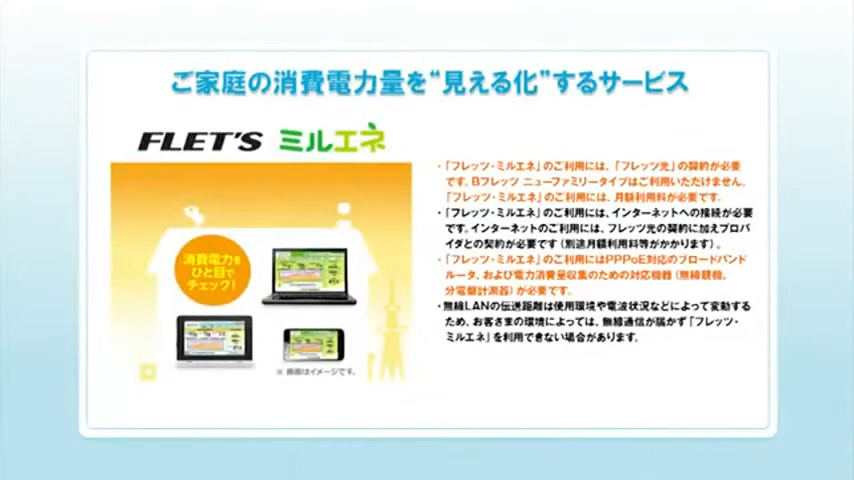 ご家庭の消費電力量を“見える化”するサービス
FLET'S ミルエネ
消費電力を
ひと目で
チェック!
※ 画面はイメージです。
・「フレッツ・ミルエネ」のご利用には、「フレッツ光」の契約が必要
です。Bフレッツ ニューファミリータイプはご利用いただけません。
「フレッツ・ミルエネ」のご利用には、月額利用料が必要です。
・「フレッツ・ミルエネ」のご利用には、インターネットへの接続が必要
です。インターネットのご利用には、フレッツ光の契約に加えプロバ
イダとの契約が必要です（別途月額利用料等がかかります）。
・「フレッツ・ミルエネ」のご利用にはPPPoE対応のブロードバンド
ルータ、および電力消費量収集のための対応機器（無線親機、
分電盤計測器）が必要です。
・無線LANの伝送距離は使用環境や電波状況などによって変動する
ため、お客さまの環境によっては、無線通信が届かず「フレッツ・
ミルエネ」を利用できない場合があります。